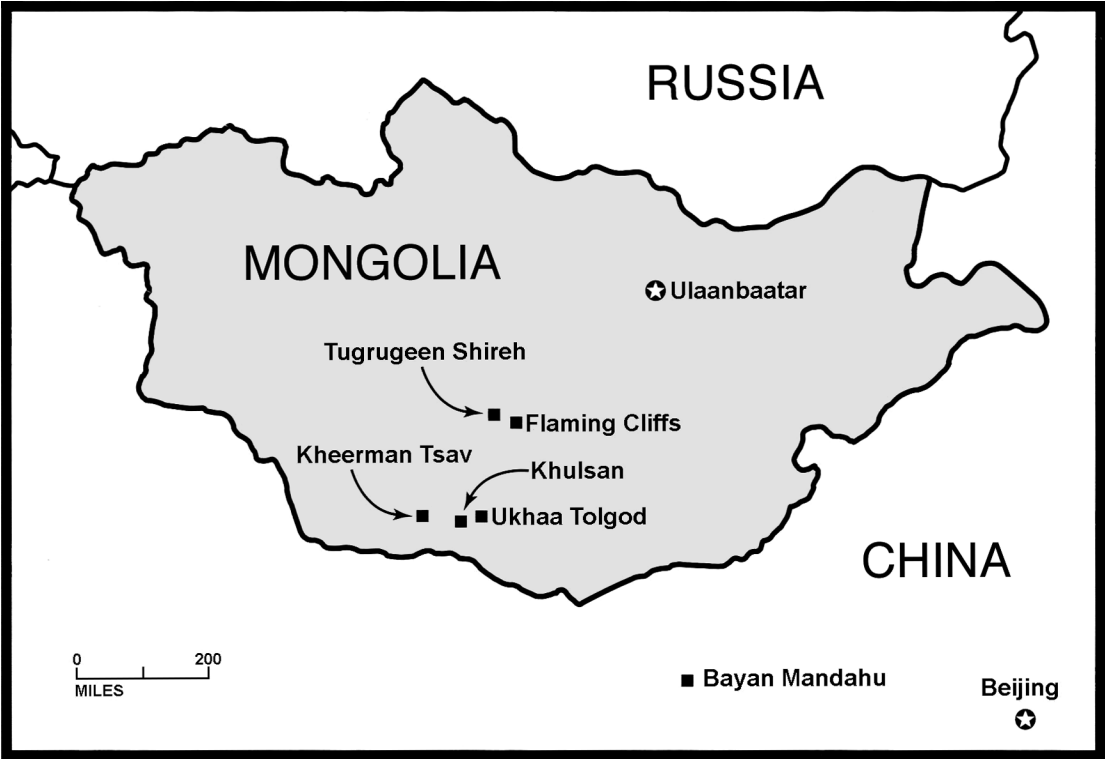 RUSSIA
MONGOLIA
Ulaanbaatar
Tugrugeen Shireh
Flaming Cliffs
Kheerman Tsav
Khulsan
Ukhaa Tolgod
CHINA
0 200
MILES
Bayan Mandahu
Beijing